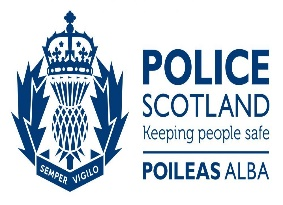 POLICE
SCOTLAND
Keeping people safe
POILEAS ALBA
SEMPER VIGILO